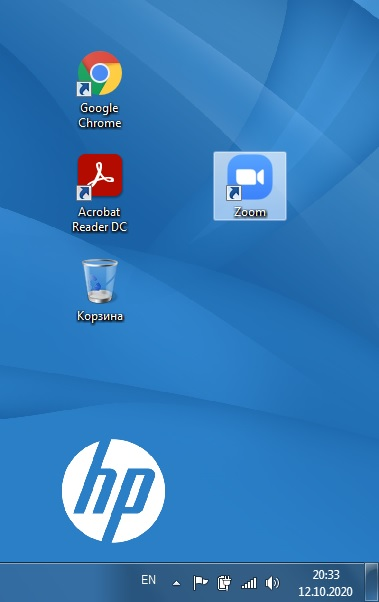 Google
Chrome
Acrobat
Reader DC
Zoom
Корзина
hp
EN
20:33
12.10.2020